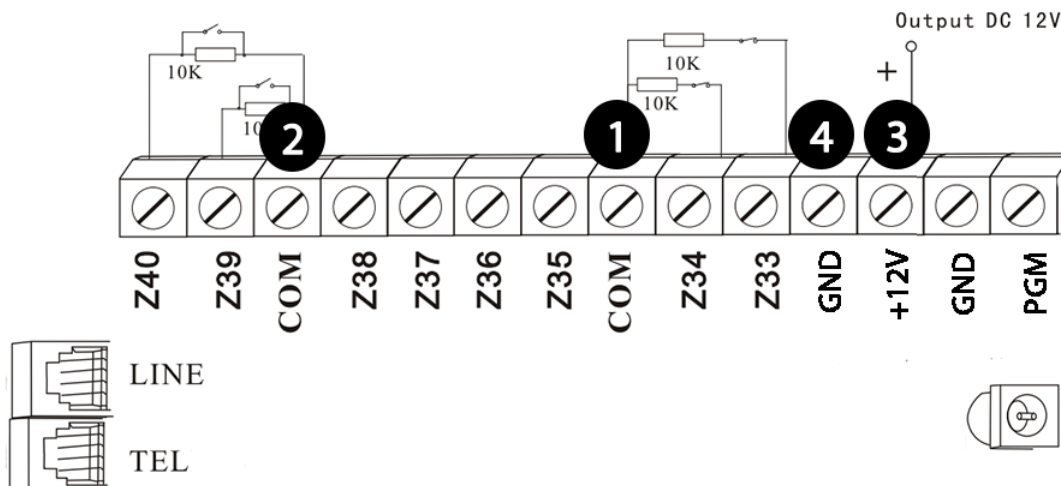 Output DC 12V
+
10K
10K
10K
2
1
4
3
Z40
Z39
COM
Z38
Z37
Z36
Z35
COM
Z34
Z33
GND
+12V
GND
PGM
LINE
TEL